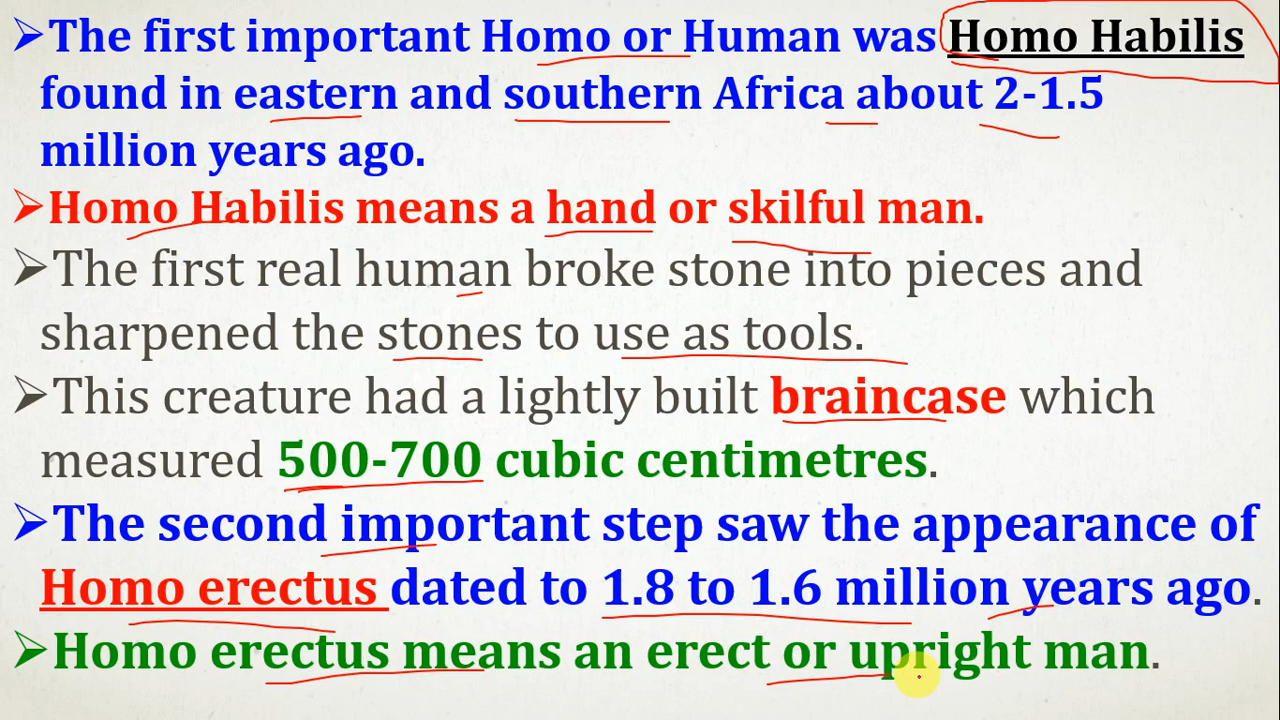 ➢The first important Homo or Human was Homo Habilis
found in eastern and southern Africa about 2-1.5
million years ago.
➢Homo Habilis means a hand or skilful man.
➢The first real human broke stone into pieces and
sharpened the stones to use as tools.
➢This creature had a lightly built braincase which
measured 500-700 cubic centimetres.
➢The second important step saw the appearance of
Homo erectus dated to 1.8 to 1.6 million years ago.
➢Homo erectus means an erect or upright man.